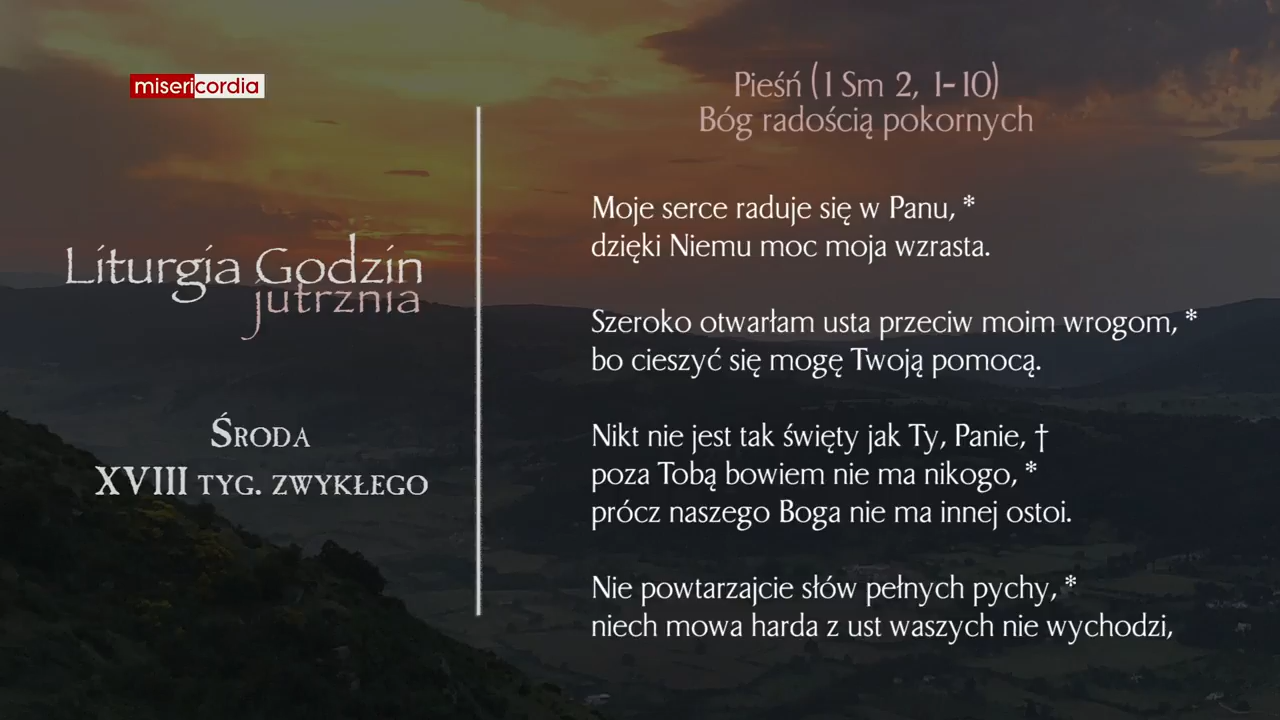 misericordia
Liturgia Godzin
jutrznia
Środa
XVIII tyg. zwykłego
Pieśń (1 Sm 2, 1-10)
Bóg radością pokornych
Moje serce raduje się w Panu, *
dzięki Niemu moc moja wzrasta.
Szeroko otwarłam usta przeciw moim wrogom, *
bo cieszyć się mogę Twoją pomocą.
Nikt nie jest tak święty jak Ty, Panie, †
poza Tobą bowiem nie ma nikogo, *
prócz naszego Boga nie ma innej ostoi.
Nie powtarzajcie słów pełnych pychy, *
niech mowa harda z ust waszych nie wychodzi,